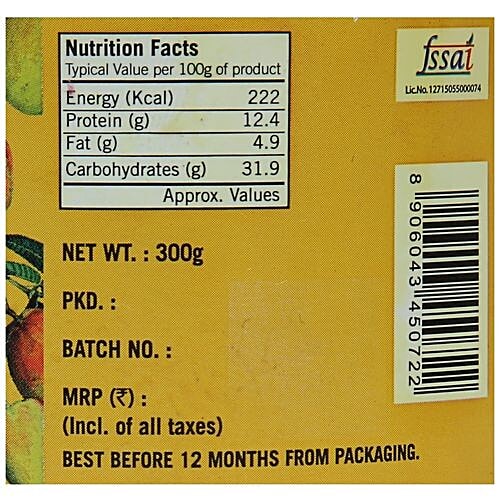 Nutrition Facts
Typical Value per 100g of product
Energy (Kcal) 222
Protein (g) 12.4
Fat (g) 4.9
Carbohydrates (g) 31.9
Approx. Values
fssai
Lic.No.12715055000074
8 906043 450722
NET WT. : 300g
PKD. :
BATCH NO. :
MRP (₹) :
(Incl. of all taxes)
BEST BEFORE 12 MONTHS FROM PACKAGING.